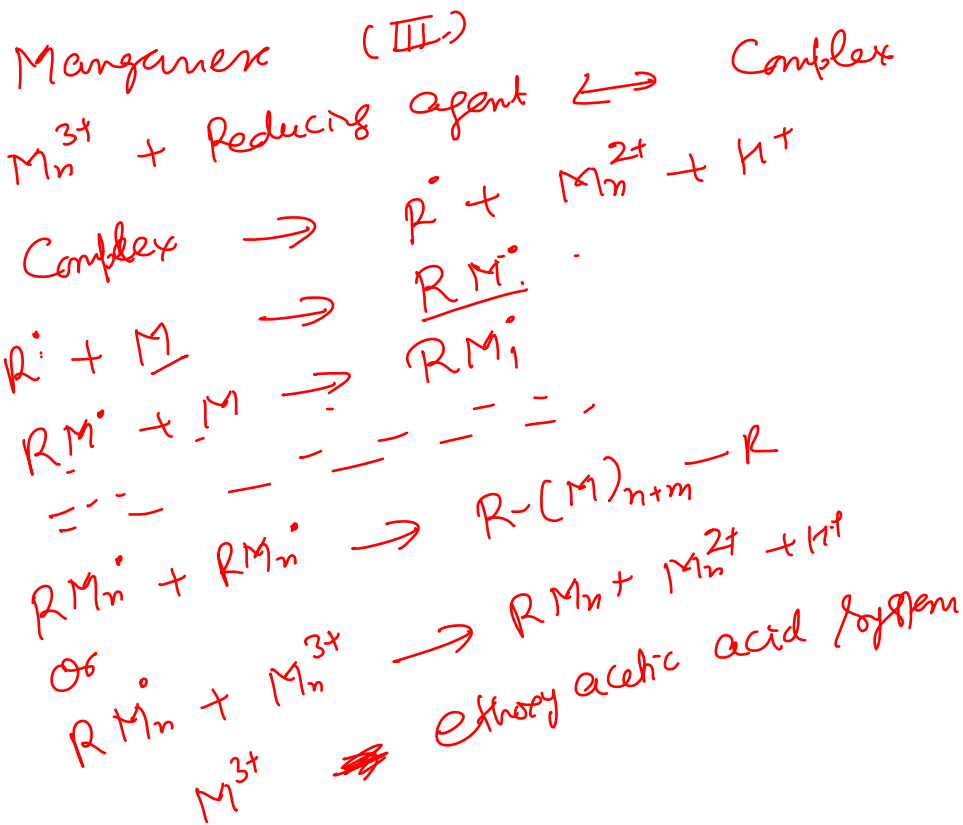 Manganese (III)
Mn³⁺ + Reducing agent ⟷ Complex
Complex → R• + Mn²⁺ + H⁺
R• + M → RM•
RM• + M → RM₁•
RMn• + RMn• → R-(M)n+m-R
or
RMn• + Mn³⁺ → RMn + Mn²⁺ + H⁺
M³⁺ ethoxy acetic acid system